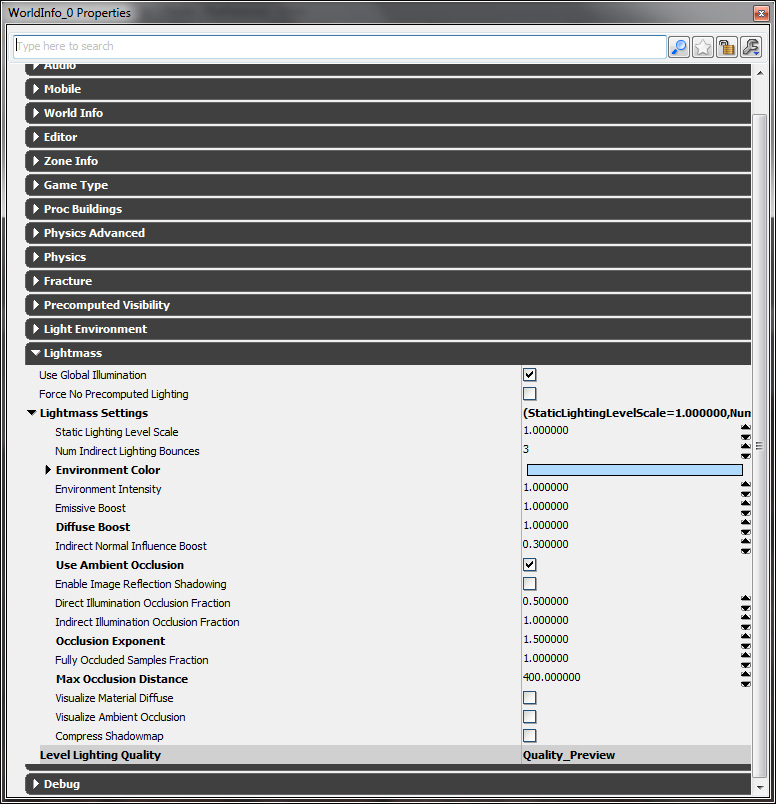 WorldInfo_0 Properties
Type here to search
Audio
Mobile
World Info
Editor
Zone Info
Game Type
Proc Buildings
Physics Advanced
Physics
Fracture
Precomputed Visibility
Light Environment
Lightmass
Use Global Illumination
Force No Precomputed Lighting
Lightmass Settings (StaticLightingLevelScale=1.000000,Num
Static Lighting Level Scale 1.000000
Num Indirect Lighting Bounces 3
Environment Color
Environment Intensity 1.000000
Emissive Boost 1.000000
Diffuse Boost 1.000000
Indirect Normal Influence Boost 0.300000
Use Ambient Occlusion
Enable Image Reflection Shadowing
Direct Illumination Occlusion Fraction 0.500000
Indirect Illumination Occlusion Fraction 1.000000
Occlusion Exponent 1.500000
Fully Occluded Samples Fraction 1.000000
Max Occlusion Distance 400.000000
Visualize Material Diffuse
Visualize Ambient Occlusion
Compress Shadowmap
Level Lighting Quality Quality_Preview
Debug